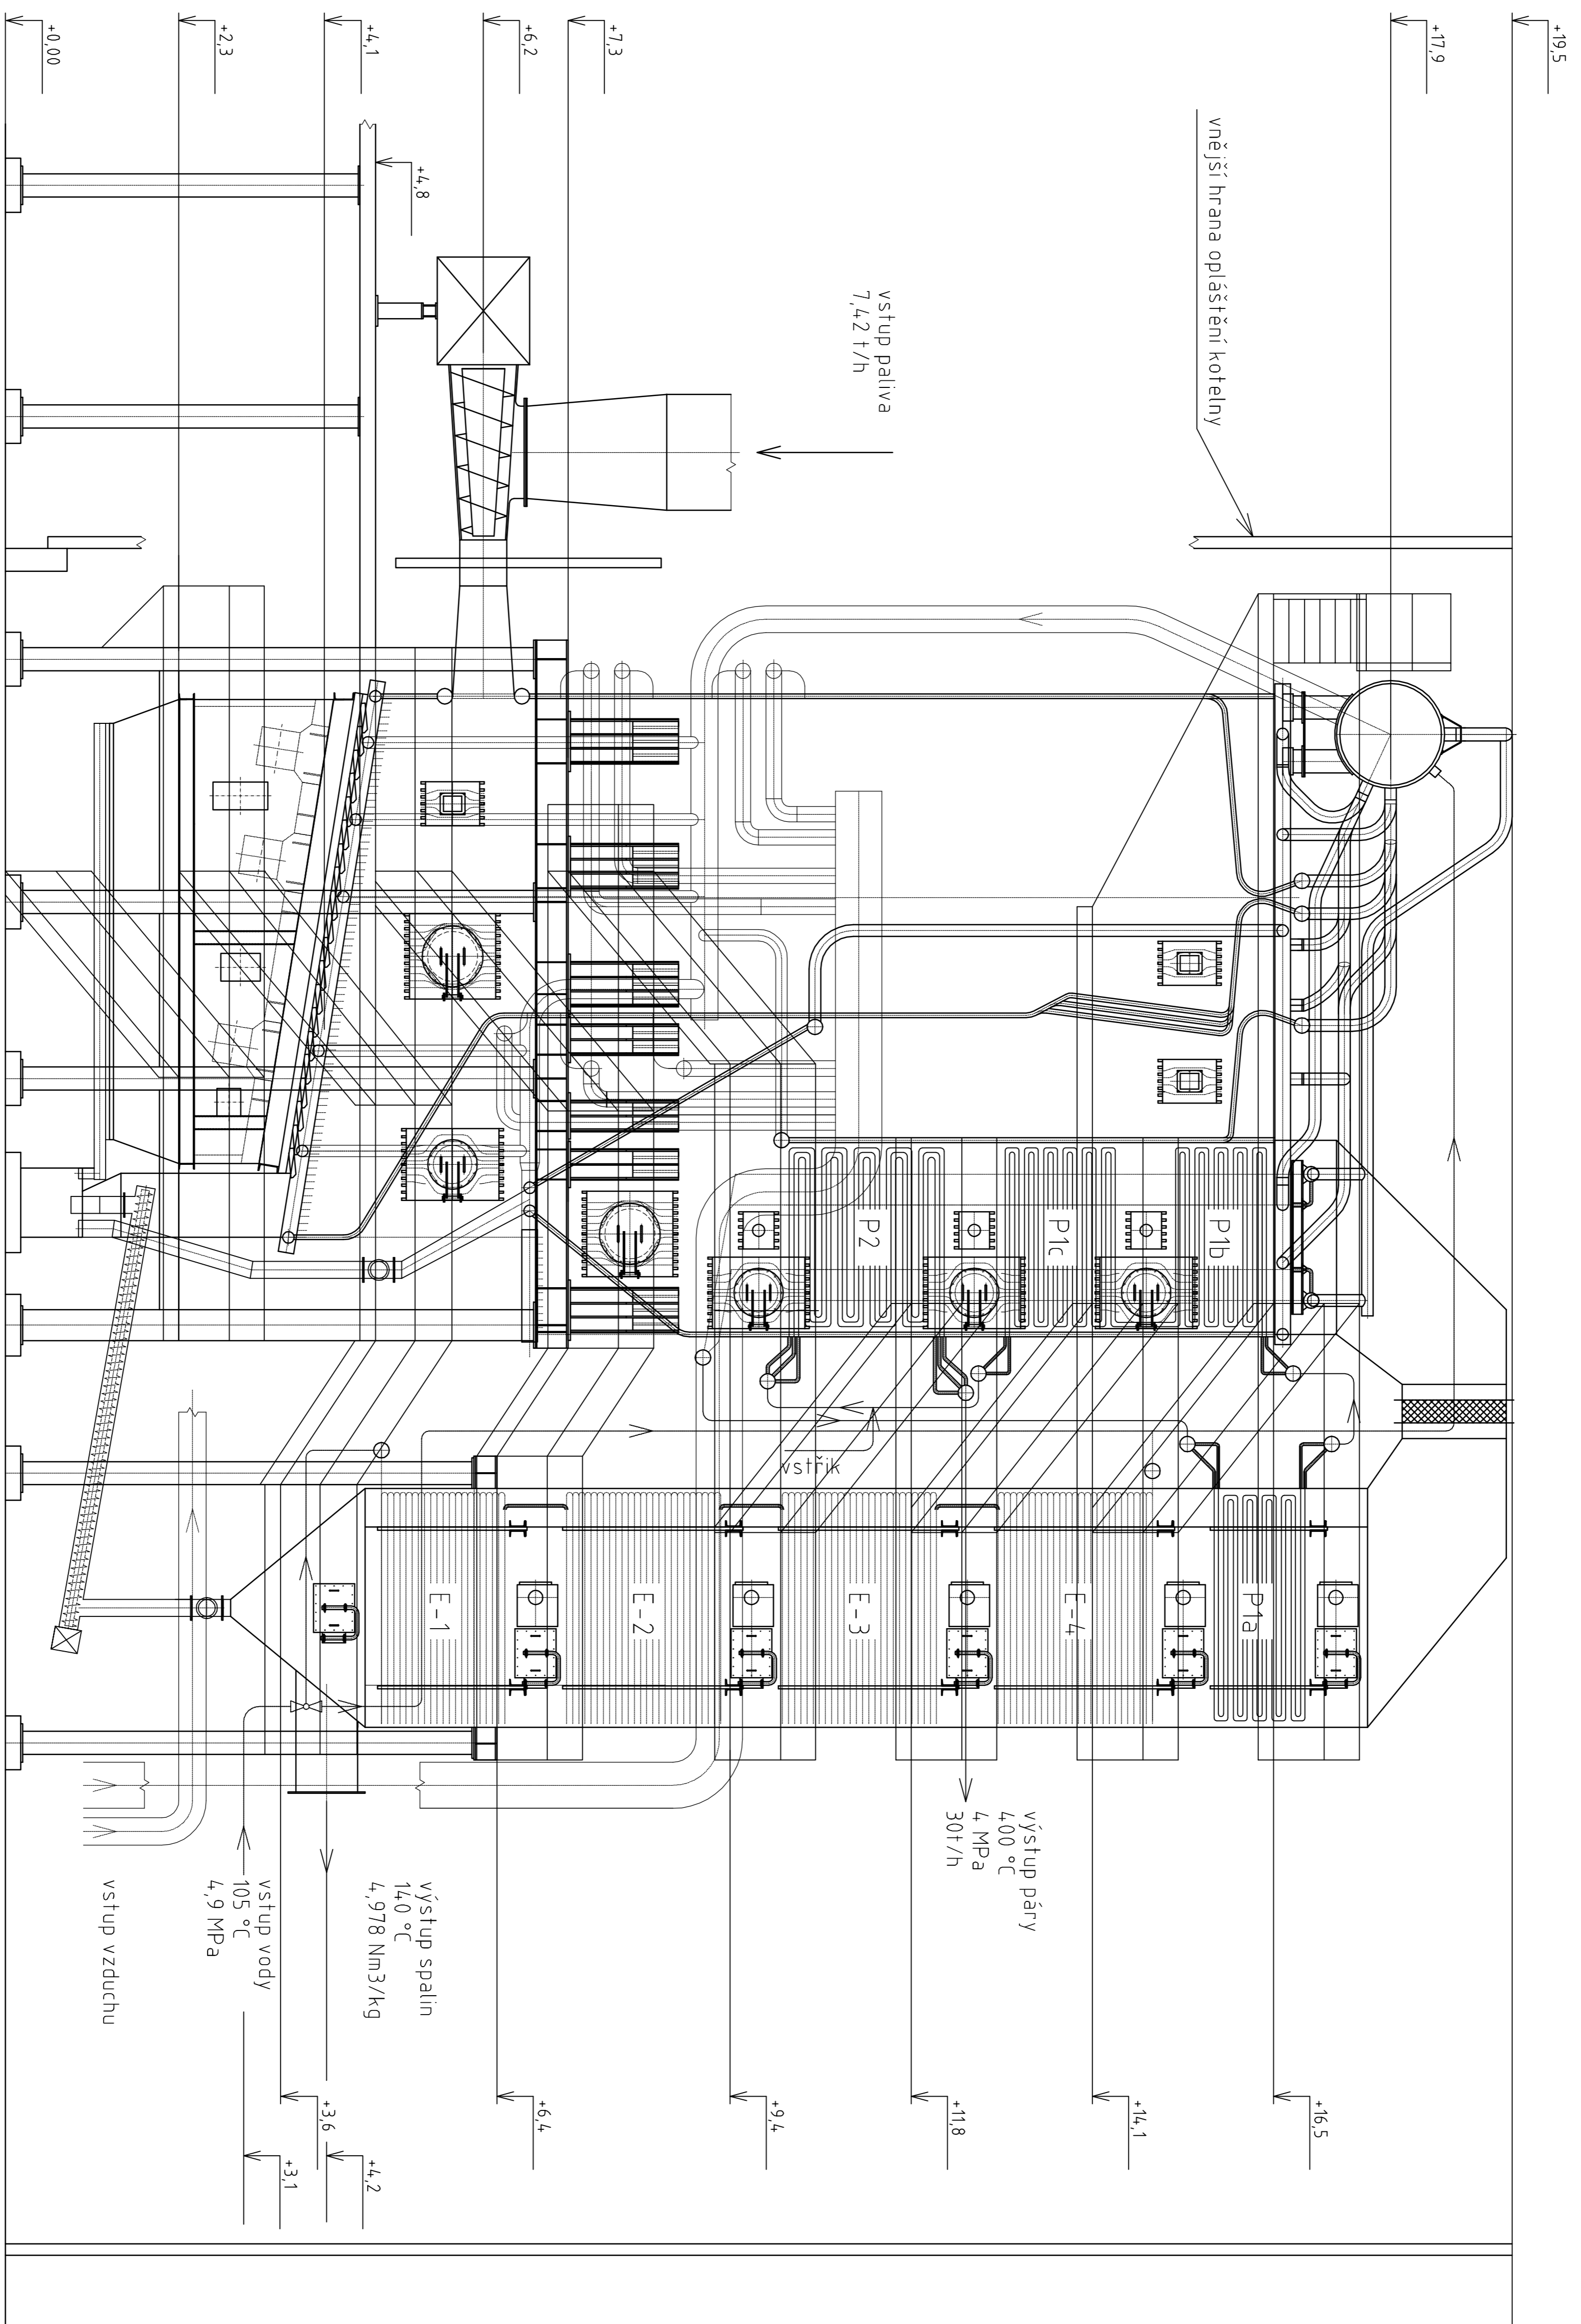 +0,00
+2,3
+4,1
+6,2
+7,3
+17,9
+19,5
+4,8
vnější hrana opláštění kotelny
vstup paliva
7,42 t/h
P2
P1c
P1b
vstřik
E-1
E-2
E-3
E-4
P1a
výstup páry
400 °C
4 MPa
30t/h
výstup spalin
140 °C
4,978 Nm3/kg
vstup vody
105 °C
4,9 MPa
vstup vzduchu
+3,6
+6,4
+9,4
+11,8
+14,1
+16,5
+3,1
+4,2